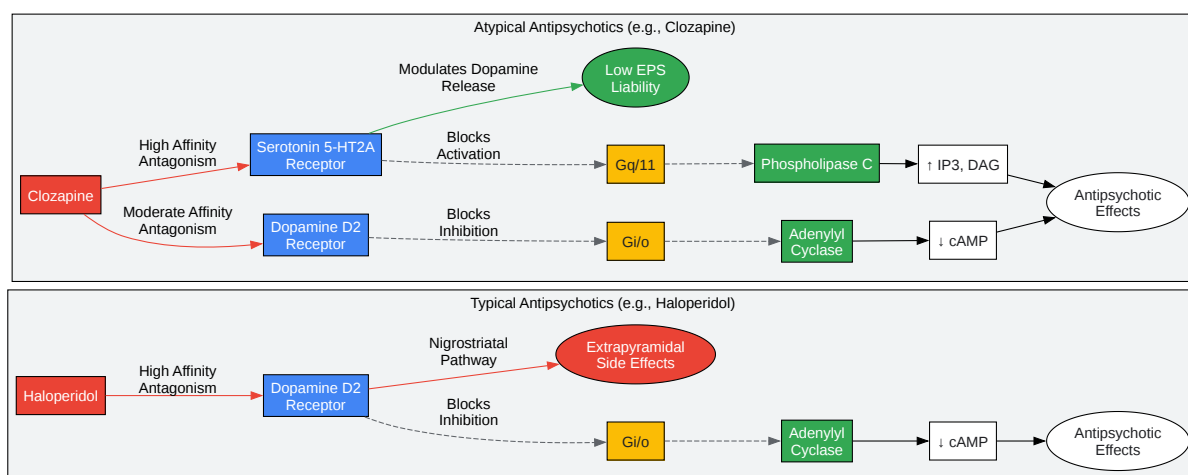 Atypical Antipsychotics (e.g., Clozapine)
Modulates Dopamine
Release
Low EPS
Liability
High Affinity
Antagonism
Serotonin 5-HT2A
Receptor
Blocks
Activation
Gq/11
Phospholipase C
↑ IP3, DAG
Clozapine
Antipsychotic
Effects
Moderate Affinity
Antagonism
Dopamine D2
Receptor
Blocks
Inhibition
Gi/o
Adenylyl
Cyclase
↓ cAMP
Typical Antipsychotics (e.g., Haloperidol)
Nigrostriatal
Pathway
Extrapyramidal
Side Effects
Haloperidol
High Affinity
Antagonism
Dopamine D2
Receptor
Blocks
Inhibition
Gi/o
Adenylyl
Cyclase
↓ cAMP
Antipsychotic
Effects